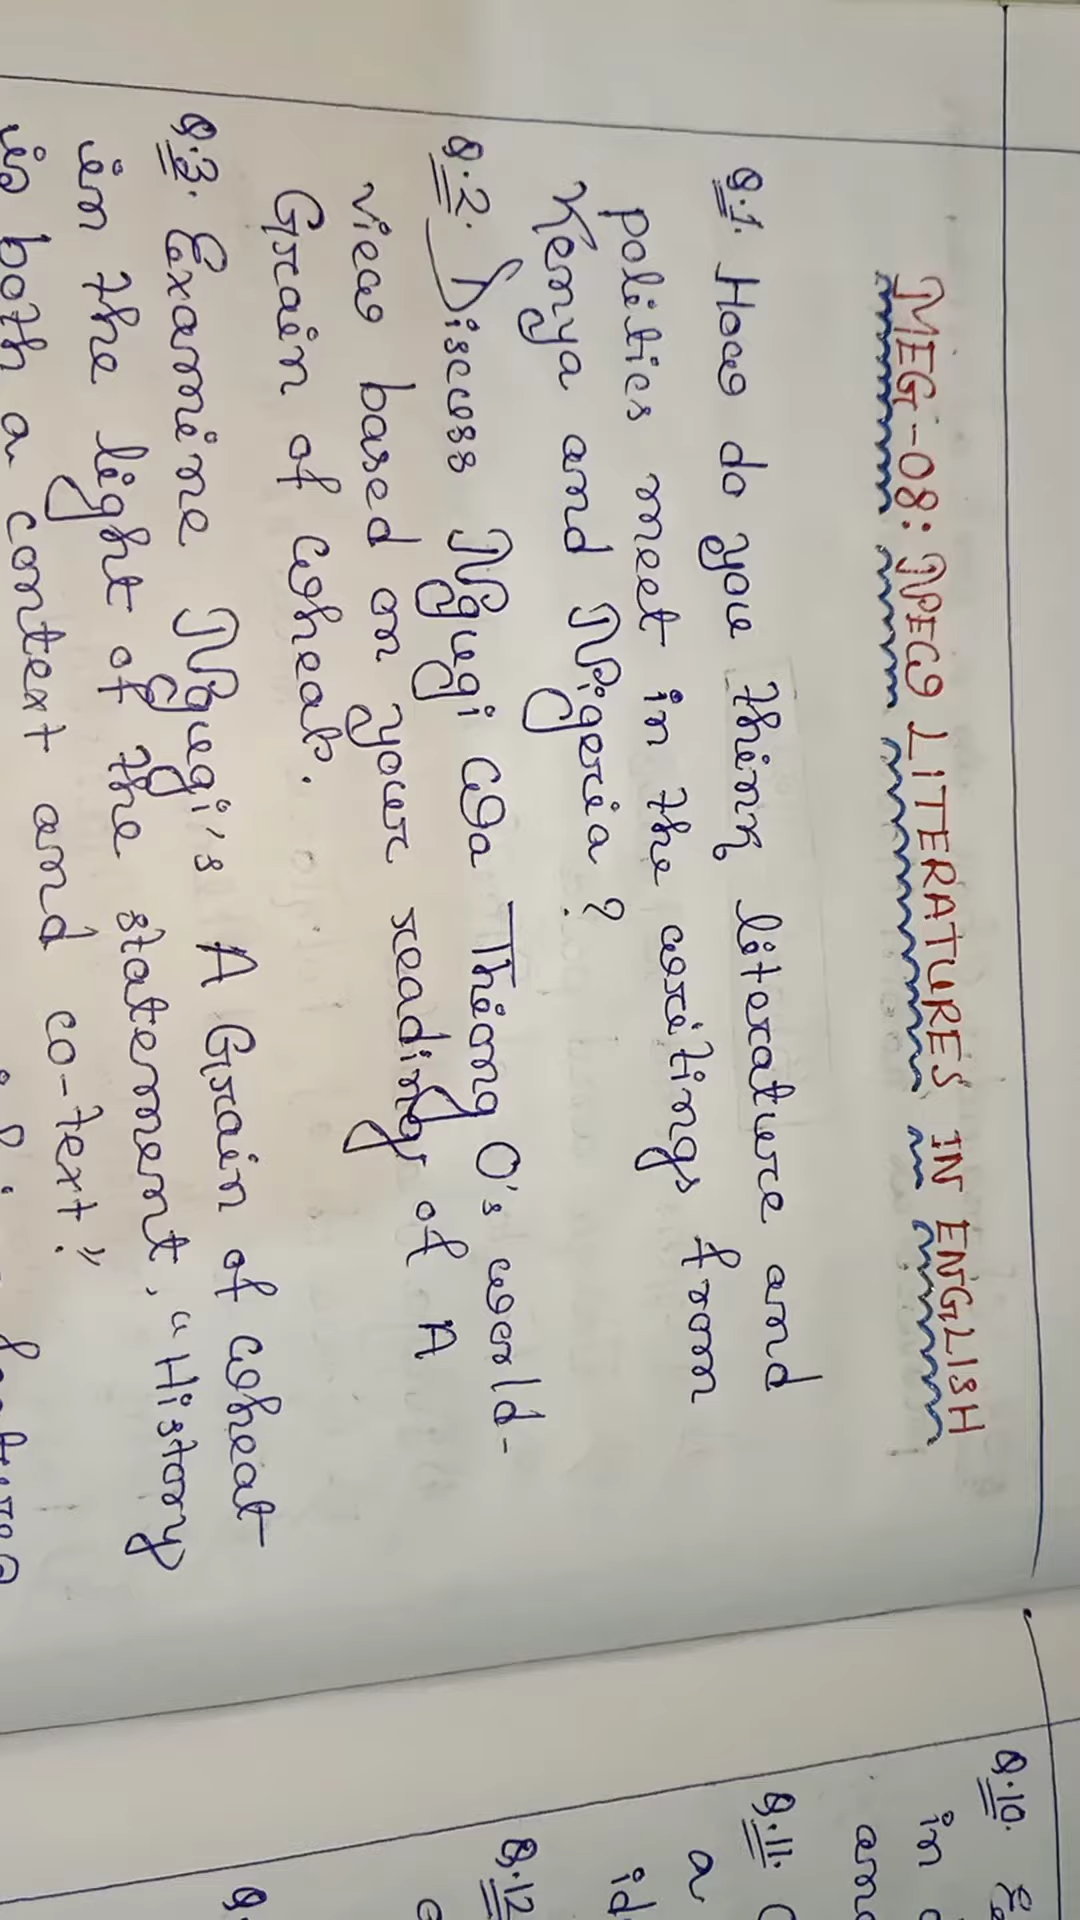 MEG-08: NEW LITERATURES IN ENGLISH
Q.1. How do you think literature and
politics meet in the writings from
Kenya and Nigeria?
Q.2. Discuss Ngugi Wa Thiong O's world-
view based on your reading of A
Grain of wheat.
Q.3. Examine Ngugi's A Grain of wheat
in the light of the statement, "History
is both a context and co-text."
Q.10.
in
Q.11.
a
Q.12